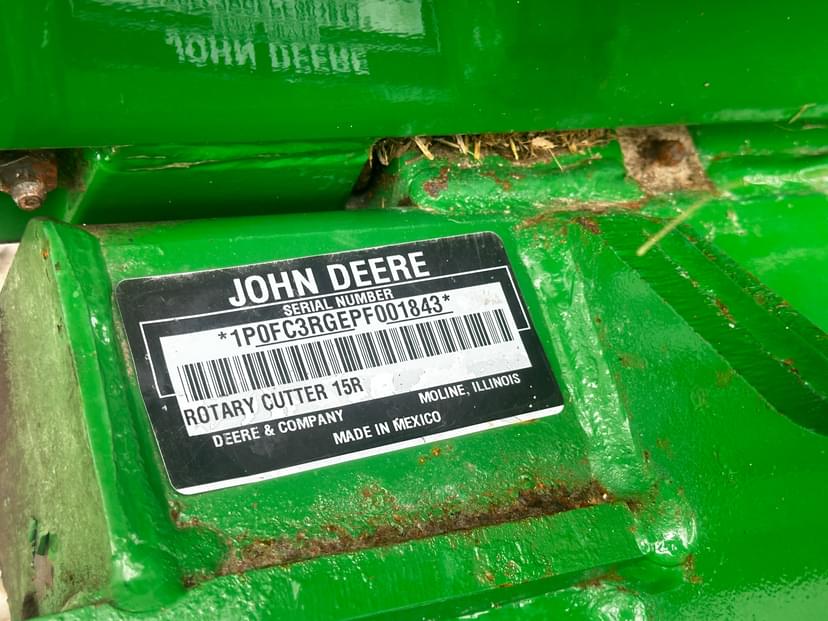 JOHN DEERE
JOHN DEERE
SERIAL NUMBER
*1P0FC3RGEPF001843*
ROTARY CUTTER 15R
DEERE & COMPANY MOLINE, ILLINOIS
MADE IN MEXICO